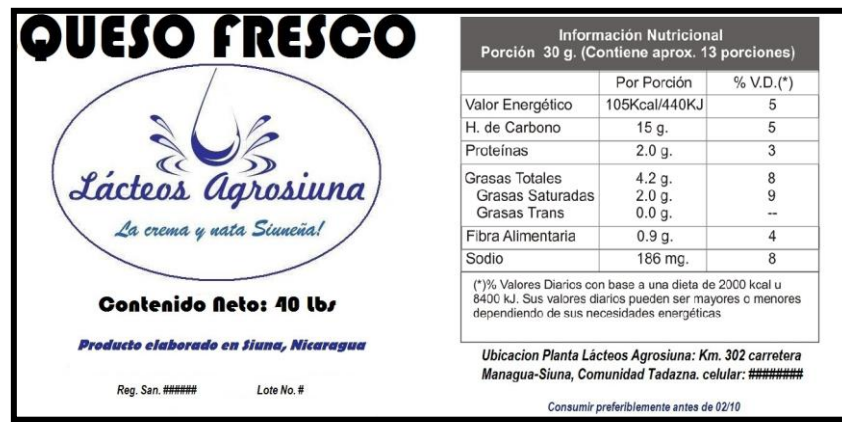 QUESO FRESCO
Lácteos Agrosiuna
La crema y nata Siuneña!
Contenido Neto: 40 Lbs
Producto elaborado en Siuna, Nicaragua
Reg. San. ###### Lote No. #
Información Nutricional
Porción 30 g. (Contiene aprox. 13 porciones)
Por Porción % V.D.(*)
Valor Energético 105Kcal/440KJ 5
H. de Carbono 15 g. 5
Proteínas 2.0 g. 3
Grasas Totales 4.2 g. 8
Grasas Saturadas 2.0 g. 9
Grasas Trans 0.0 g. --
Fibra Alimentaria 0.9 g. 4
Sodio 186 mg. 8
(*)% Valores Diarios con base a una dieta de 2000 kcal u
8400 kJ. Sus valores diarios pueden ser mayores o menores
dependiendo de sus necesidades energéticas
Ubicacion Planta Lácteos Agrosiuna: Km. 302 carretera
Managua-Siuna, Comunidad Tadazna. celular: ########
Consumir preferiblemente antes de 02/10